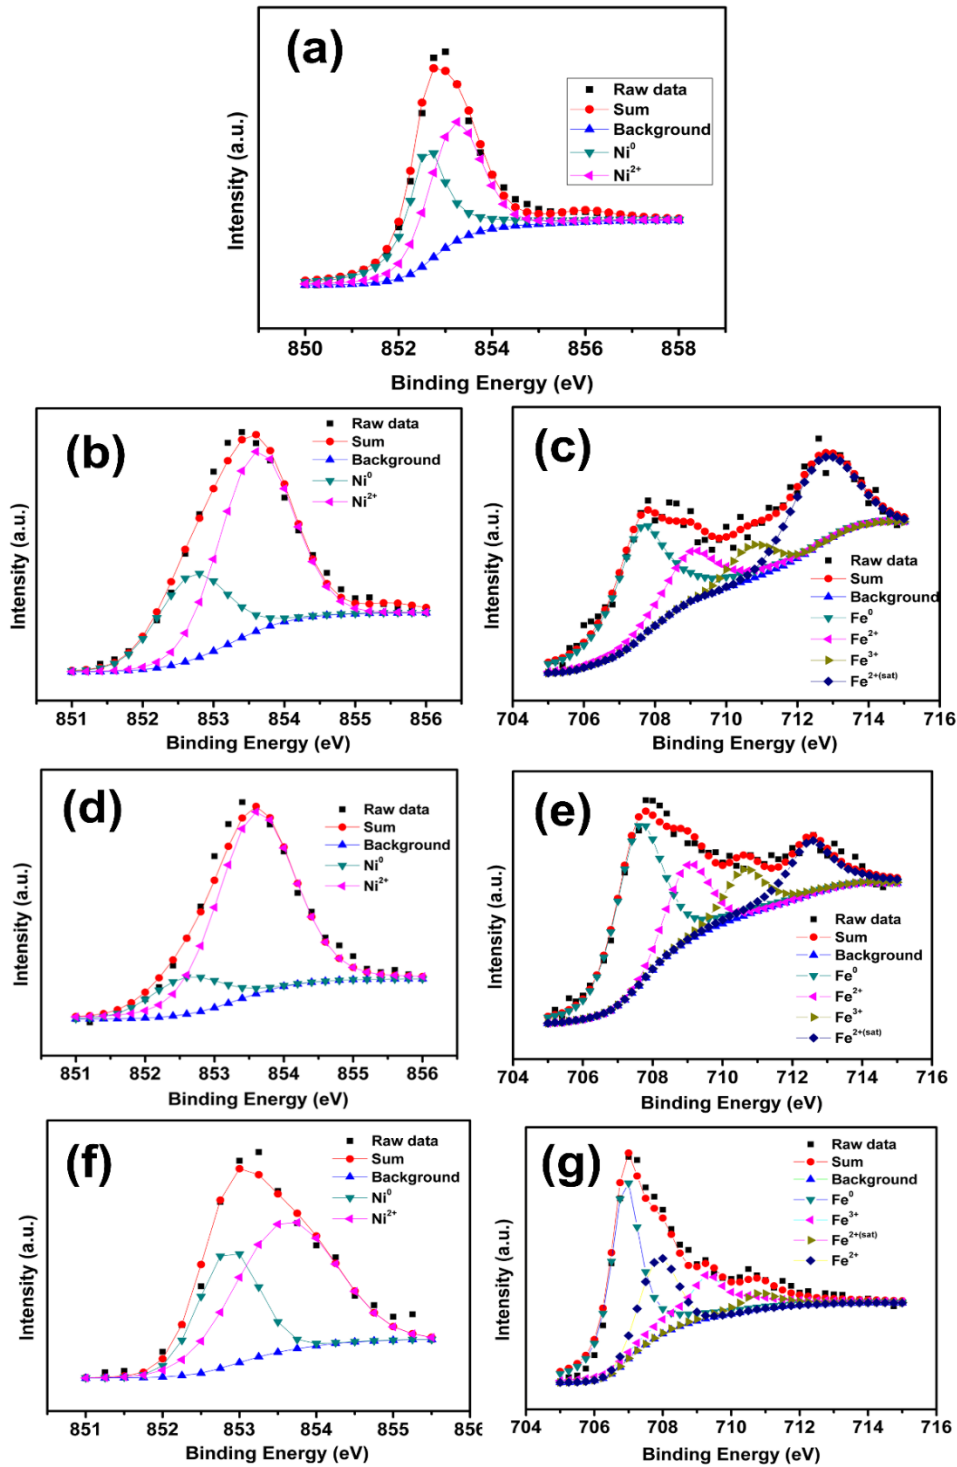 (a)
Raw data
Sum
Background
Ni⁰
Ni²⁺
Intensity (a.u.)
850 852 854 856 858
Binding Energy (eV)
(b)
Raw data
Sum
Background
Ni⁰
Ni²⁺
Intensity (a.u.)
851 852 853 854 855 856
Binding Energy (eV)
(c)
Raw data
Sum
Background
Fe⁰
Fe²⁺
Fe³⁺
Fe²⁺⁽ˢᵃᵗ⁾
Intensity (a.u.)
704 706 708 710 712 714 716
Binding Energy (eV)
(d)
Raw data
Sum
Background
Ni⁰
Ni²⁺
Intensity (a.u.)
851 852 853 854 855 856
Binding Energy (eV)
(e)
Raw data
Sum
Background
Fe⁰
Fe²⁺
Fe³⁺
Fe²⁺⁽ˢᵃᵗ⁾
Intensity (a.u.)
704 706 708 710 712 714 716
Binding Energy (eV)
(f)
Raw data
Sum
Background
Ni⁰
Ni²⁺
Intensity (a.u.)
851 852 853 854 855 856
Binding Energy (eV)
(g)
Raw data
Sum
Background
Fe⁰
Fe³⁺
Fe²⁺⁽ˢᵃᵗ⁾
Fe²⁺
Intensity (a.u.)
704 706 708 710 712 714 716
Binding Energy (eV)